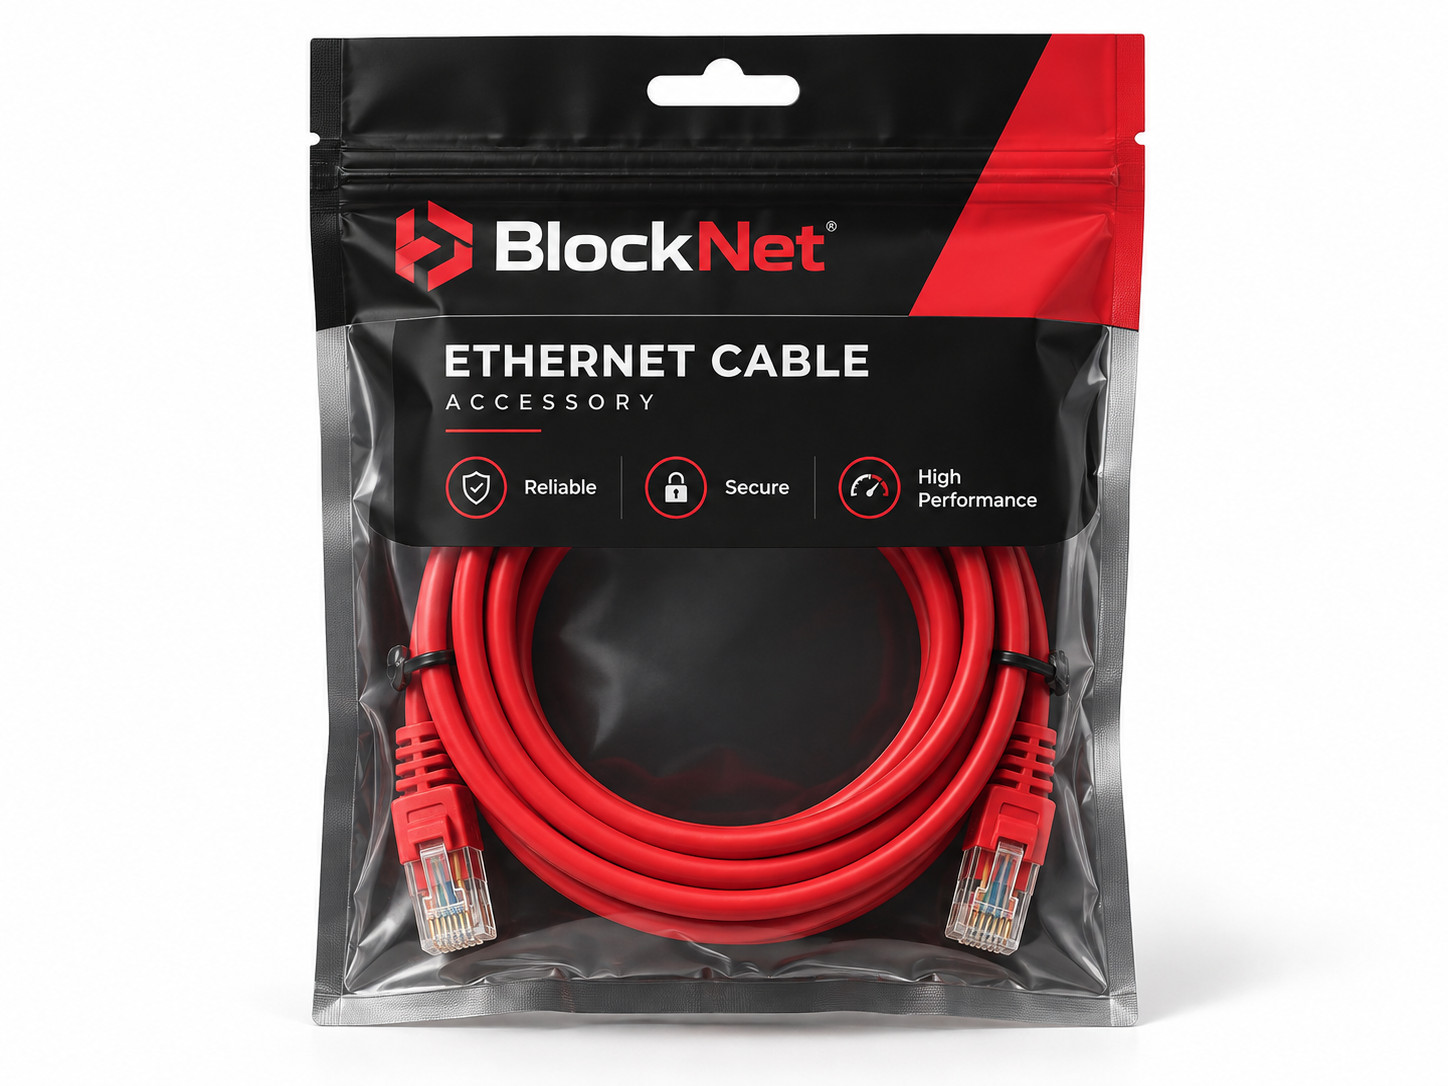 BlockNet®
ETHERNET CABLE
ACCESSORY
Reliable
Secure
High
Performance